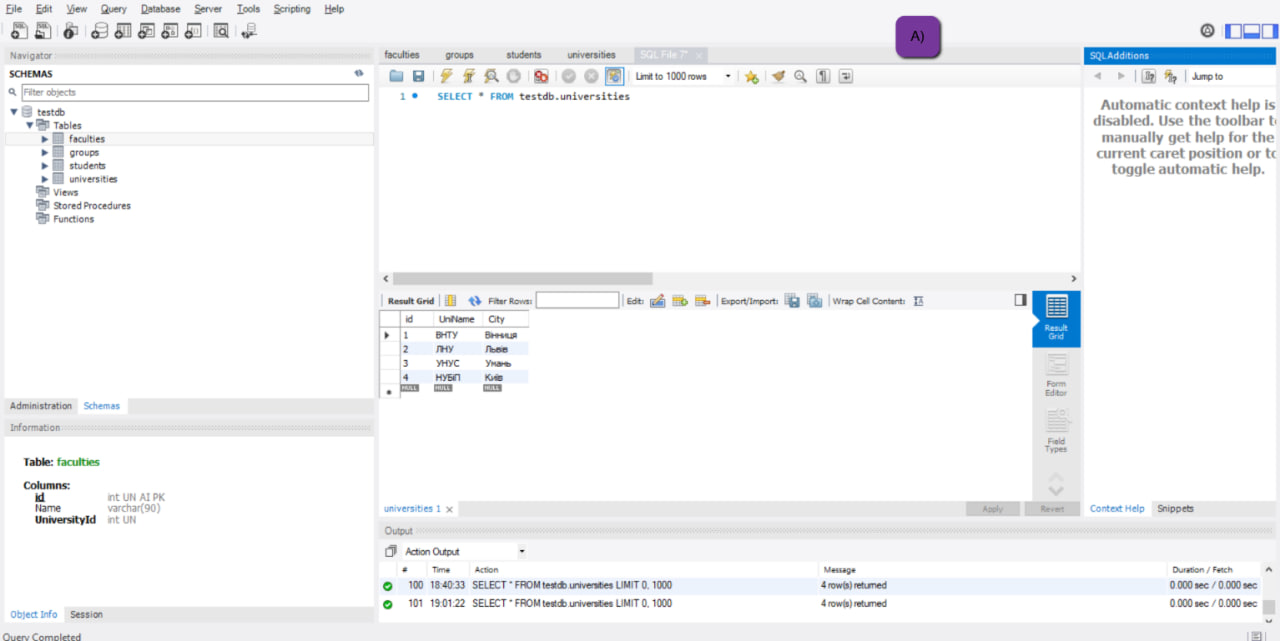 File Edit View Query Database Server Tools Scripting Help
A)
Navigator
SCHEMAS
Filter objects
testdb
Tables
faculties
groups
students
universities
Views
Stored Procedures
Functions
Administration Schemas
Information
Table: faculties
Columns:
id int UN AI PK
Name varchar(90)
UniversityId int UN
Object Info Session
faculties groups students universities SQL File 7*
Limit to 1000 rows
1 SELECT * FROM testdb.universities
Result Grid Filter Rows: Edit: Export/Import: Wrap Cell Content:
id UniName City
1 ВНТУ Вінниця
2 ЛНУ Львів
3 УНУС Умань
4 НУБіП Київ
NULL NULL NULL
Result
Grid
Form
Editor
Field
Types
universities 1 Apply Revert
Output
Action Output
# Time Action Message Duration / Fetch
100 18:40:33 SELECT * FROM testdb.universities LIMIT 0, 1000 4 row(s) returned 0.000 sec / 0.000 sec
101 19:01:22 SELECT * FROM testdb.universities LIMIT 0, 1000 4 row(s) returned 0.000 sec / 0.000 sec
SQLAdditions
Jump to
Automatic context help is
disabled. Use the toolbar t
manually get help for the
current caret position or to
toggle automatic help.
Context Help Snippets
Query Completed